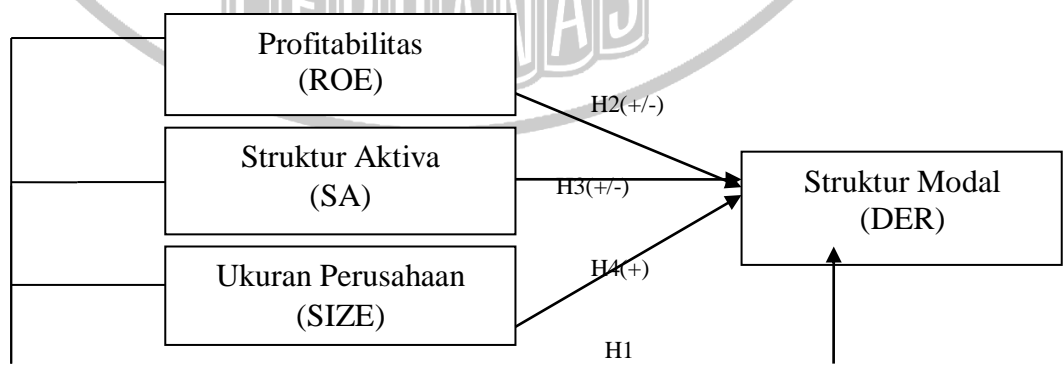 Profitabilitas
(ROE)
H2(+/-)
Struktur Aktiva
(SA)
H3(+/-)
Struktur Modal
(DER)
Ukuran Perusahaan
(SIZE)
H4(+)
H1